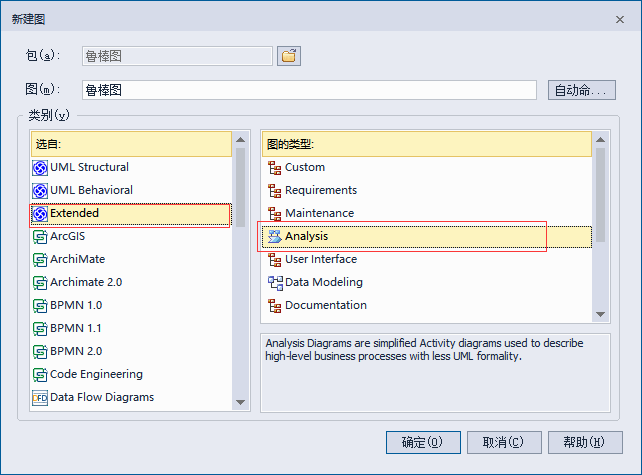 新建图
包(a):
鲁棒图
图(m):
鲁棒图
自动命...
类别(y)
选自:
UML Structural
UML Behavioral
Extended
ArcGIS
ArchiMate
Archimate 2.0
BPMN 1.0
BPMN 1.1
BPMN 2.0
Code Engineering
Data Flow Diagrams
图的类型:
Custom
Requirements
Maintenance
Analysis
User Interface
Data Modeling
Documentation
Analysis Diagrams are simplified Activity diagrams used to describe
high-level business processes with less UML formality.
确定(O)
取消(C)
帮助(H)